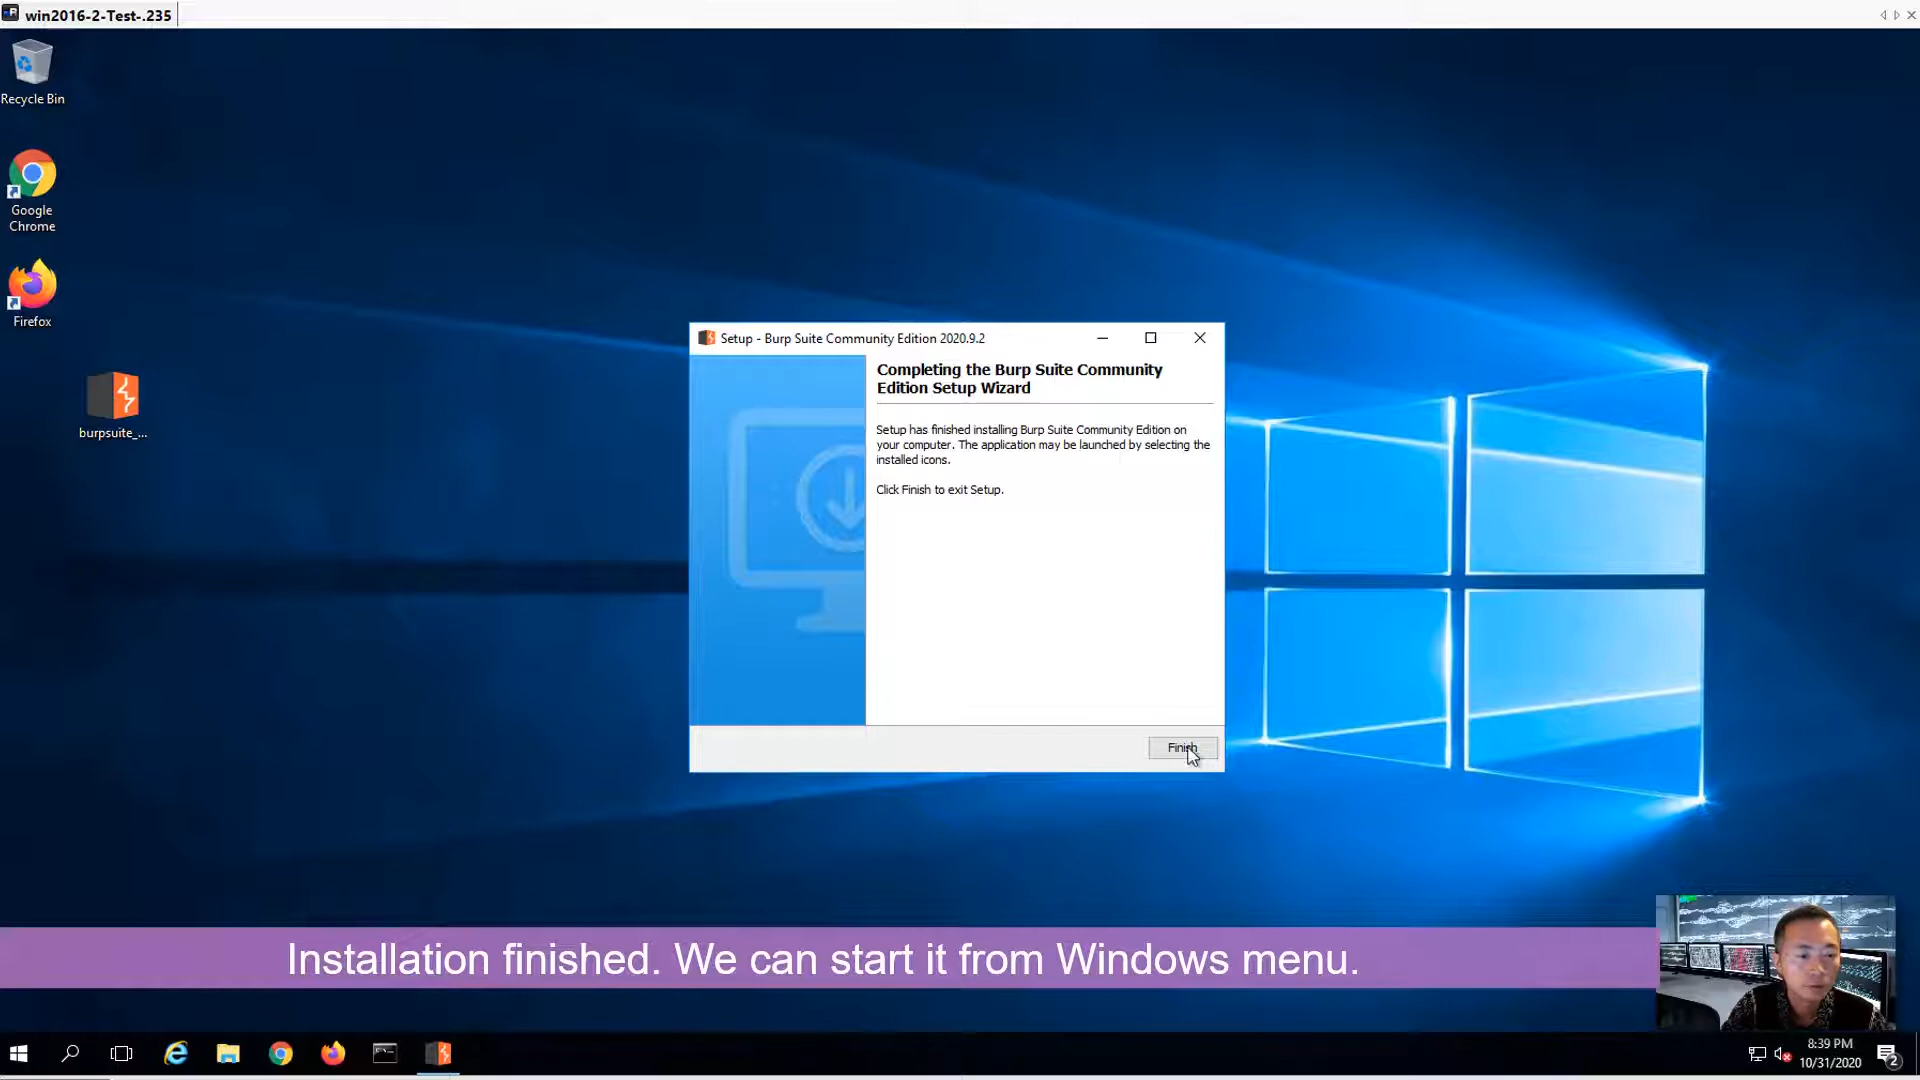 win2016-2-Test-.235
Recycle Bin
Google
Chrome
Firefox
burpsuite_...
Setup - Burp Suite Community Edition 2020.9.2
Completing the Burp Suite Community
Edition Setup Wizard
Setup has finished installing Burp Suite Community Edition on
your computer. The application may be launched by selecting the
installed icons.
Click Finish to exit Setup.
Finish
Installation finished. We can start it from Windows menu.
8:39 PM
10/31/2020
2